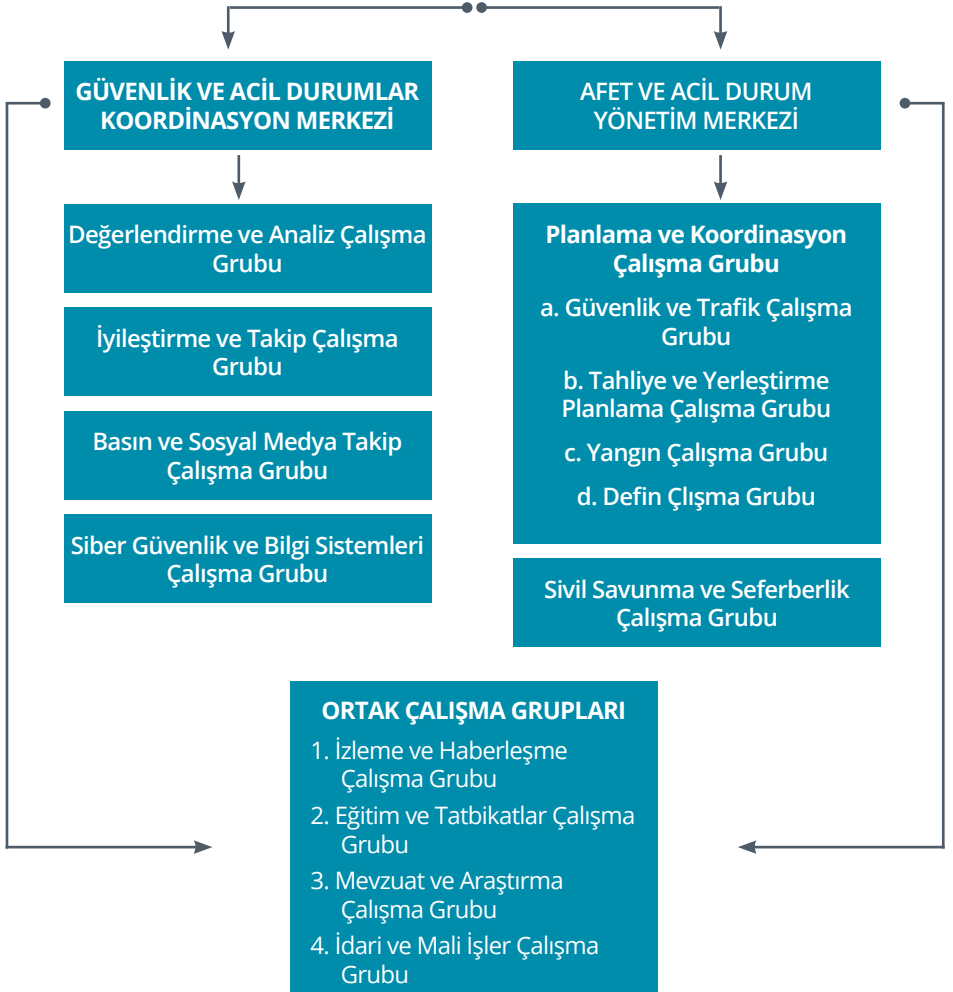 GÜVENLİK VE ACİL DURUMLAR
KOORDİNASYON MERKEZİ
Değerlendirme ve Analiz Çalışma
Grubu
İyileştirme ve Takip Çalışma
Grubu
Basın ve Sosyal Medya Takip
Çalışma Grubu
Siber Güvenlik ve Bilgi Sistemleri
Çalışma Grubu
AFET VE ACİL DURUM
YÖNETİM MERKEZİ
Planlama ve Koordinasyon
Çalışma Grubu
a. Güvenlik ve Trafik Çalışma
Grubu
b. Tahliye ve Yerleştirme
Planlama Çalışma Grubu
c. Yangın Çalışma Grubu
d. Defin Çlışma Grubu
Sivil Savunma ve Seferberlik
Çalışma Grubu
ORTAK ÇALIŞMA GRUPLARI
1. İzleme ve Haberleşme
Çalışma Grubu
2. Eğitim ve Tatbikatlar Çalışma
Grubu
3. Mevzuat ve Araştırma
Çalışma Grubu
4. İdari ve Mali İşler Çalışma
Grubu